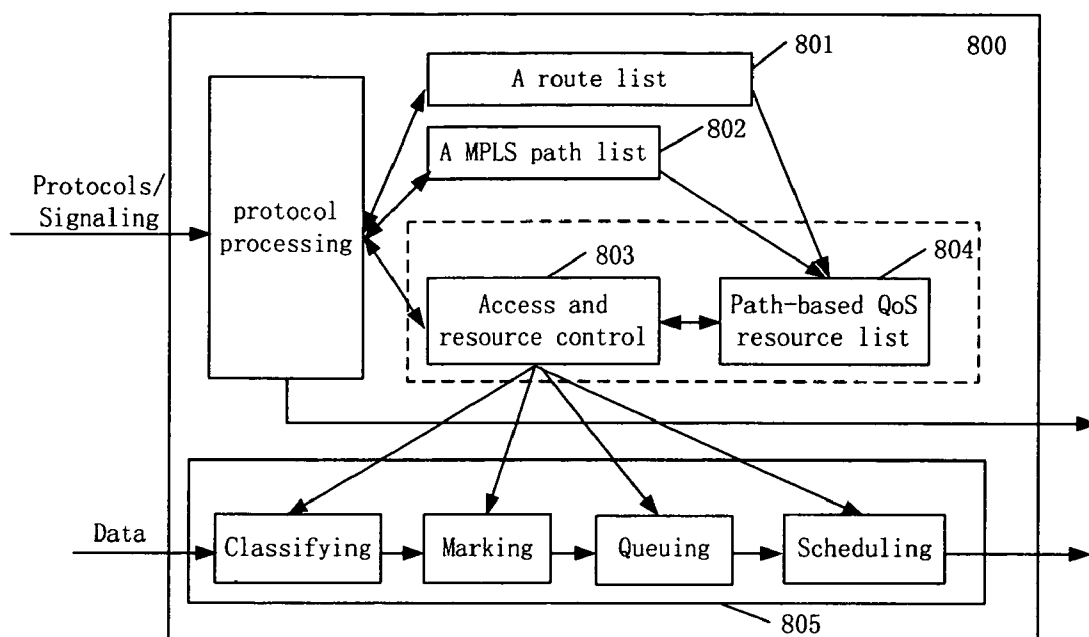 801
800
A route list
802
A MPLS path list
Protocols/
Signaling
protocol
processing
803
804
Access and
resource control
Path-based QoS
resource list
Data
Classifying
Marking
Queuing
Scheduling
805